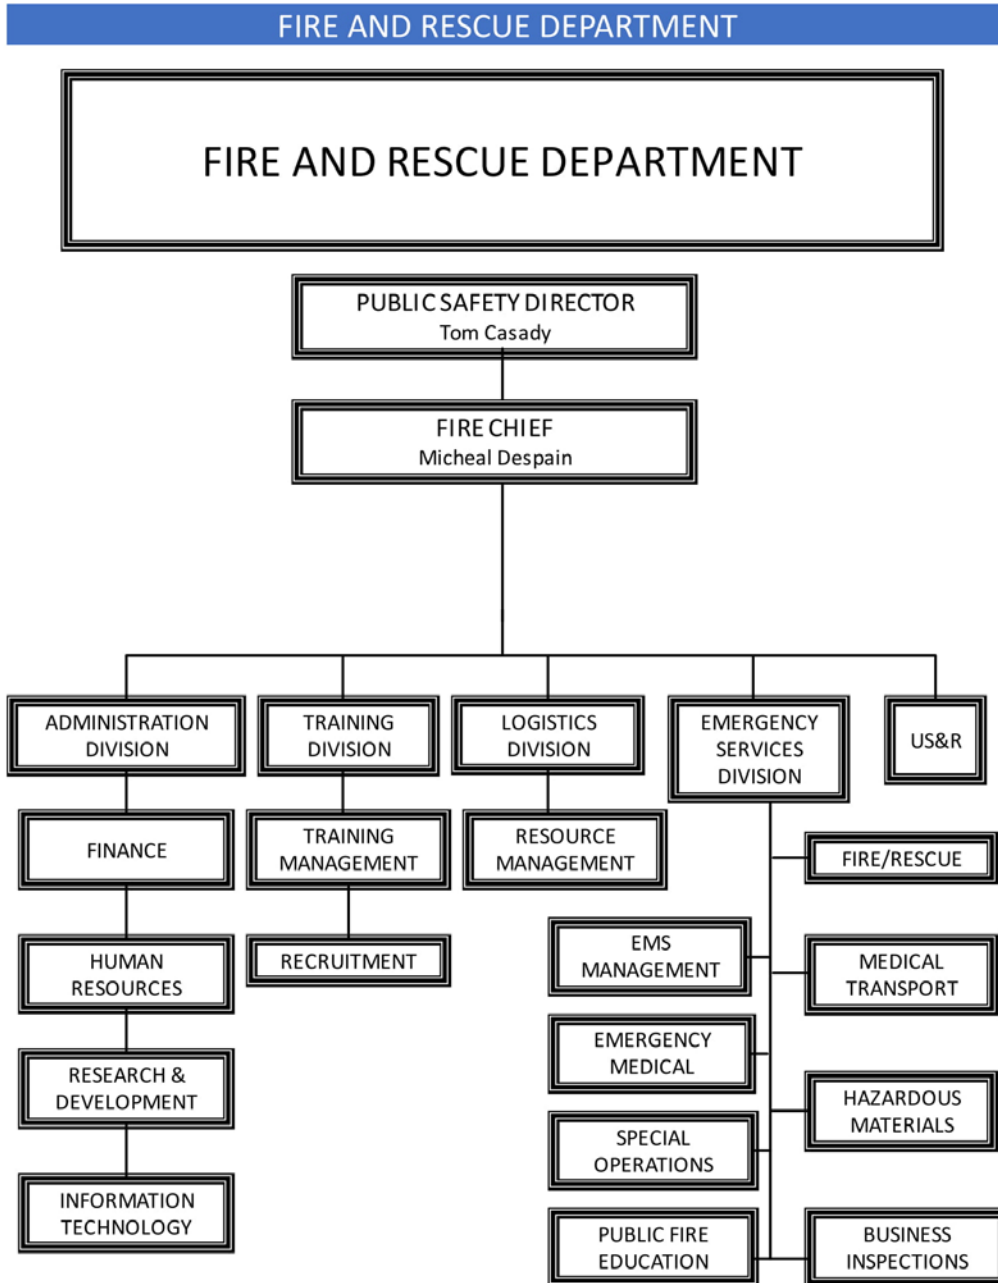 FIRE AND RESCUE DEPARTMENT
FIRE AND RESCUE DEPARTMENT
PUBLIC SAFETY DIRECTOR
Tom Casady
FIRE CHIEF
Micheal Despain
ADMINISTRATION
DIVISION
TRAINING
DIVISION
LOGISTICS
DIVISION
EMERGENCY
SERVICES
DIVISION
US&R
FINANCE
TRAINING
MANAGEMENT
RESOURCE
MANAGEMENT
FIRE/RESCUE
HUMAN
RESOURCES
RECRUITMENT
EMS
MANAGEMENT
MEDICAL
TRANSPORT
RESEARCH &
DEVELOPMENT
EMERGENCY
MEDICAL
HAZARDOUS
MATERIALS
SPECIAL
OPERATIONS
INFORMATION
TECHNOLOGY
PUBLIC FIRE
EDUCATION
BUSINESS
INSPECTIONS